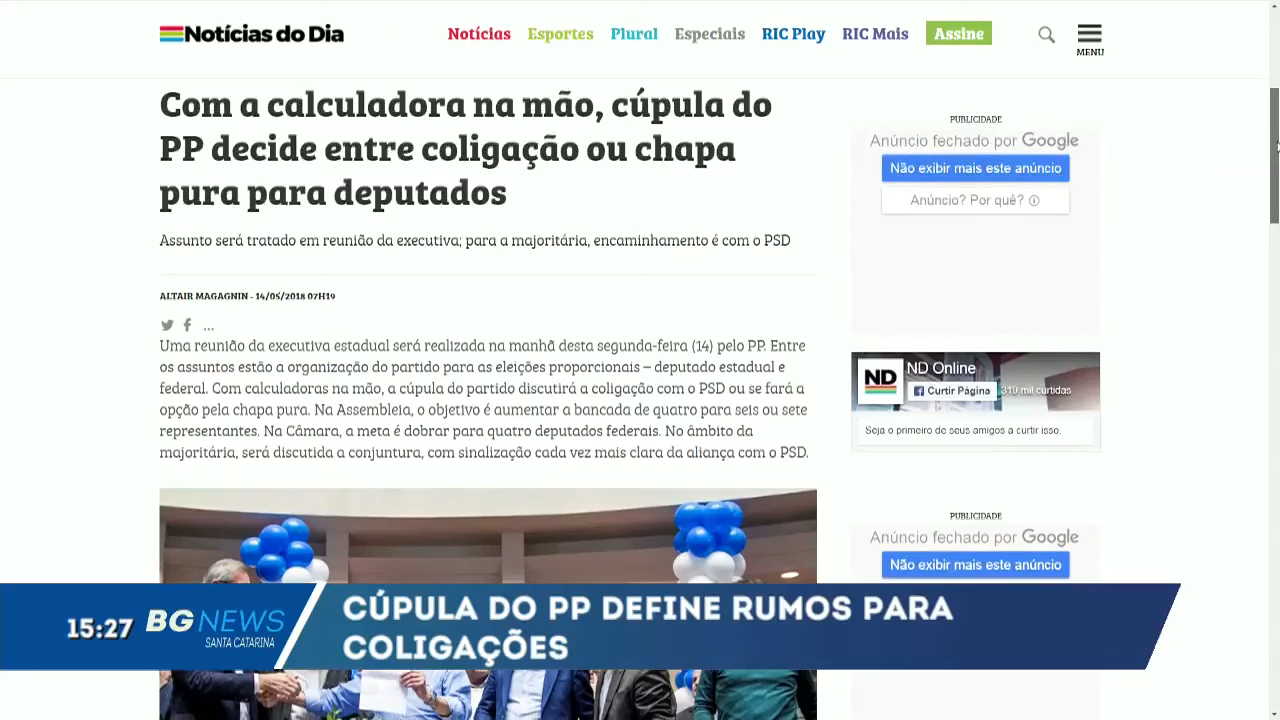 Notícias do Dia
Notícias Esportes Plural Especiais RIC Play RIC Mais Assine
MENU
Com a calculadora na mão, cúpula do
PP decide entre coligação ou chapa
pura para deputados
Assunto será tratado em reunião da executiva; para a majoritária, encaminhamento é com o PSD
ALTAIR MAGAGNIN - 14/05/2018 07H19
...
Uma reunião da executiva estadual será realizada na manhã desta segunda-feira (14) pelo PP. Entre
os assuntos estão a organização do partido para as eleições proporcionais – deputado estadual e
federal. Com calculadoras na mão, a cúpula do partido discutirá a coligação com o PSD ou se fará a
opção pela chapa pura. Na Assembleia, o objetivo é aumentar a bancada de quatro para seis ou sete
representantes. Na Câmara, a meta é dobrar para quatro deputados federais. No âmbito da
majoritária, será discutida a conjuntura, com sinalização cada vez mais clara da aliança com o PSD.
PUBLICIDADE
Anúncio fechado por Google
Não exibir mais este anúncio
Anúncio? Por quê?
ND
ND Online
Curtir Página
319 mil curtidas
Seja o primeiro de seus amigos a curtir isso.
PUBLICIDADE
Anúncio fechado por Google
Não exibir mais este anúncio
15:27
BG NEWS
SANTA CATARINA
CÚPULA DO PP DEFINE RUMOS PARA
COLIGAÇÕES